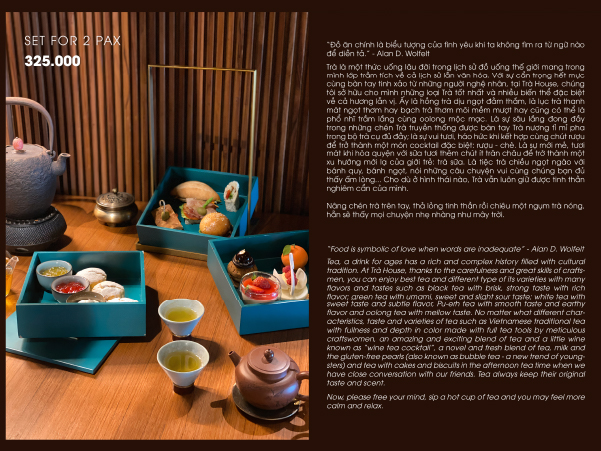 SET FOR 2 PAX
325.000
“Đồ ăn chính là biểu tượng của tình yêu khi ta không tìm ra từ ngữ nào
để diễn tả.” - Alan D. Wolfelt
Trà là một thức uống lâu đời trong lịch sử đồ uống thế giới mang trong
mình lớp trầm tích về cả lịch sử lẫn văn hóa. Với sự cẩn trọng hết mực
cùng bàn tay tinh xảo từ những người nghệ nhân, tại Trà House, chúng
tôi sở hữu cho mình những loại Trà tốt nhất và nhiều biến thể đặc biệt
về cả hương lẫn vị. Ấy là hồng trà dịu ngọt đằm thắm, là lục trà thanh
mát ngọt thơm hay bạch trà thơm môi mềm mượt hay cũng có thể là
phổ nhĩ trầm lắng cùng oolong mộc mạc. Là sự sâu lắng đong đầy
trong những chén Trà truyền thống được bàn tay Trà nương tỉ mỉ pha
trong bộ trà cụ đủ đầy; là sự vui tươi, háo hức khi kết hợp cùng chút rượu
để trở thành một món cocktail đặc biệt: rượu - chè. Là sự mới mẻ, tươi
mát khi hòa quyện với sữa tươi thêm chút ít trân châu để trở thành một
xu hướng mới lạ của giới trẻ: trà sữa. Là tiệc trà chiều ngọt ngào với
bánh quy, bánh ngọt, nói những câu chuyện vui cùng chúng bạn đủ
thấy ấm lòng... Cho dù ở hình thái nào, Trà vẫn luôn giữ được tinh thần
nghiêm cẩn của mình.
Nâng chén trà trên tay, thả lỏng tinh thần rồi chiêu một ngụm trà nóng,
hẳn sẽ thấy mọi chuyện nhẹ nhàng như mây trời.
“Food is symbolic of love when words are inadequate” - Alan D. Wolfelt
Tea, a drink for ages has a rich and complex history filled with cultural
tradition. At Trà House, thanks to the carefulness and great skils of crafts-
men, you can enjoy best tea and different type of its varieties with many
flavors and tastes such as black tea with brisk, strong taste with rich
flavor; green tea with umami, sweet and slight sour taste; white tea with
sweet taste and subtle flavor, Pu-erh tea with smooth taste and earthy
flavor and oolong tea with mellow taste. No matter what different char-
acteristics, taste and varieties of tea such as Vietnamese traditional tea
with fullness and depth in color made with full tea tools by meticulous
craftswomen, an amazing and exciting blend of tea and a little wine
known as “wine tea cocktail”, a novel and fresh blend of tea, milk and
the gluten-free pearls (also known as bubble tea - a new trend of young-
sters) and tea with cakes and biscuits in the afternoon tea time when we
have close conversation with our friends. Tea always keep their original
taste and scent.
Now, please free your mind, sip a hot cup of tea and you may feel more
calm and relax.